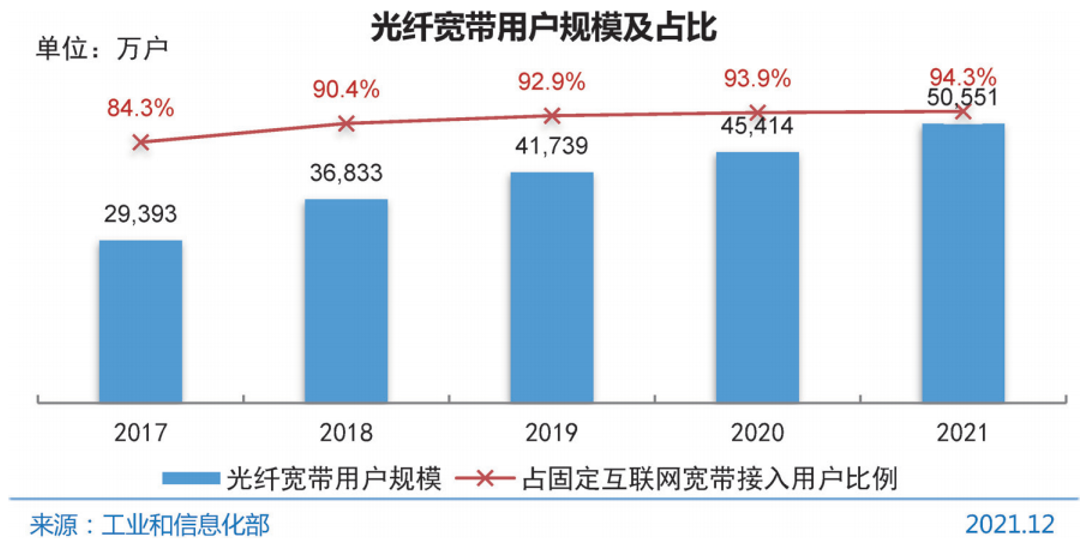 光纤宽带用户规模及占比
单位：万户
84.3% 90.4% 92.9% 93.9% 94.3%
29,393 36,833 41,739 45,414 50,551
2017 2018 2019 2020 2021
光纤宽带用户规模 占固定互联网宽带接入用户比例
来源：工业和信息化部 2021.12